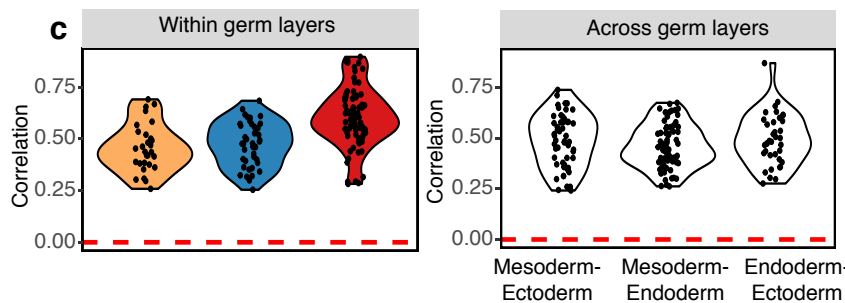 c
Within germ layers
Correlation
0.75
0.50
0.25
0.00
Across germ layers
Correlation
0.75
0.50
0.25
0.00
Mesoderm-
Ectoderm
Mesoderm-
Endoderm
Endoderm-
Ectoderm